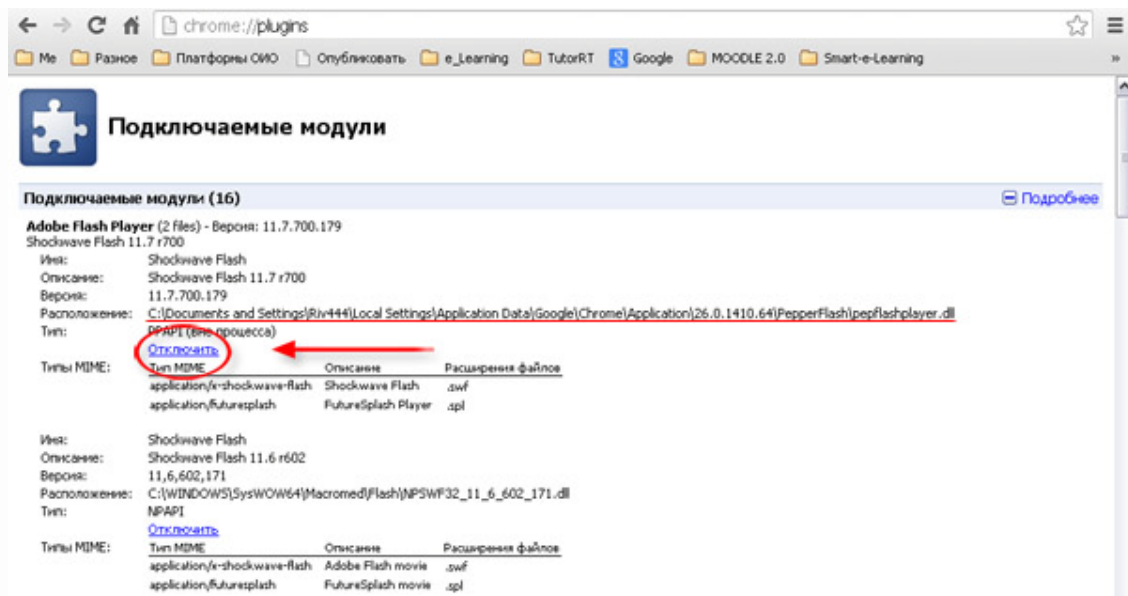 chrome://plugins
Me Разное Платформы ОИО Опубликовать e_Learning TutorRT Google MOODLE 2.0 Smart-e-Learning »
Подключаемые модули
Подключаемые модули (16) Подробнее
Adobe Flash Player (2 files) - Версия: 11.7.700.179
Shockwave Flash 11.7 r700
Имя: Shockwave Flash
Описание: Shockwave Flash 11.7 r700
Версия: 11.7.700.179
Расположение: C:\Documents and Settings\Riv444\Local Settings\Application Data\Google\Chrome\Application\26.0.1410.64\PepperFlash\pepflashplayer.dll
Тип: PPAPI (вне процесса)
Отключить
Типы MIME: Тип MIME Описание Расширения файлов
application/x-shockwave-flash Shockwave Flash .swf
application/futuresplash FutureSplash Player .spl
Имя: Shockwave Flash
Описание: Shockwave Flash 11.6 r602
Версия: 11,6,602,171
Расположение: C:\WINDOWS\SysWOW64\Macromed\Flash\NPSWF32_11_6_602_171.dll
Тип: NPAPI
Отключить
Типы MIME: Тип MIME Описание Расширения файлов
application/x-shockwave-flash Adobe Flash movie .swf
application/futuresplash FutureSplash movie .spl